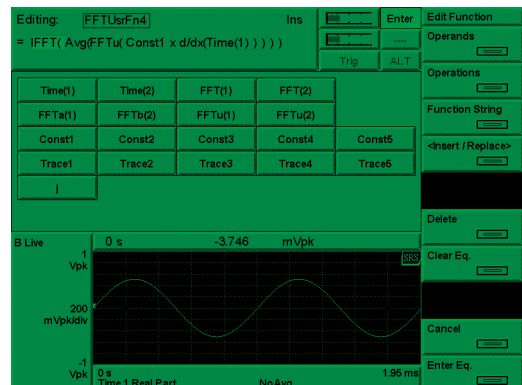 Editing: FFTUsrFn4 Ins Enter Edit Function
= IFFT( Avg(FFTu( Const1 x d/dx(Time(1) ) ) ) ) ---- Operands
Trig ALT
Operations
Time(1) Time(2) FFT(1) FFT(2)
FFTa(1) FFTb(2) FFTu(1) FFTu(2) Function String
Const1 Const2 Const3 Const4 Const5
<Insert / Replace>
Trace1 Trace2 Trace3 Trace4 Trace5
j
Delete
B Live 0 s -3.746 mVpk
1 SRS Clear Eq.
Vpk
200
mVpk/div
Cancel
-1
Vpk 0 s 1.95 ms Enter Eq.
Time 1 Real Part NoAvg